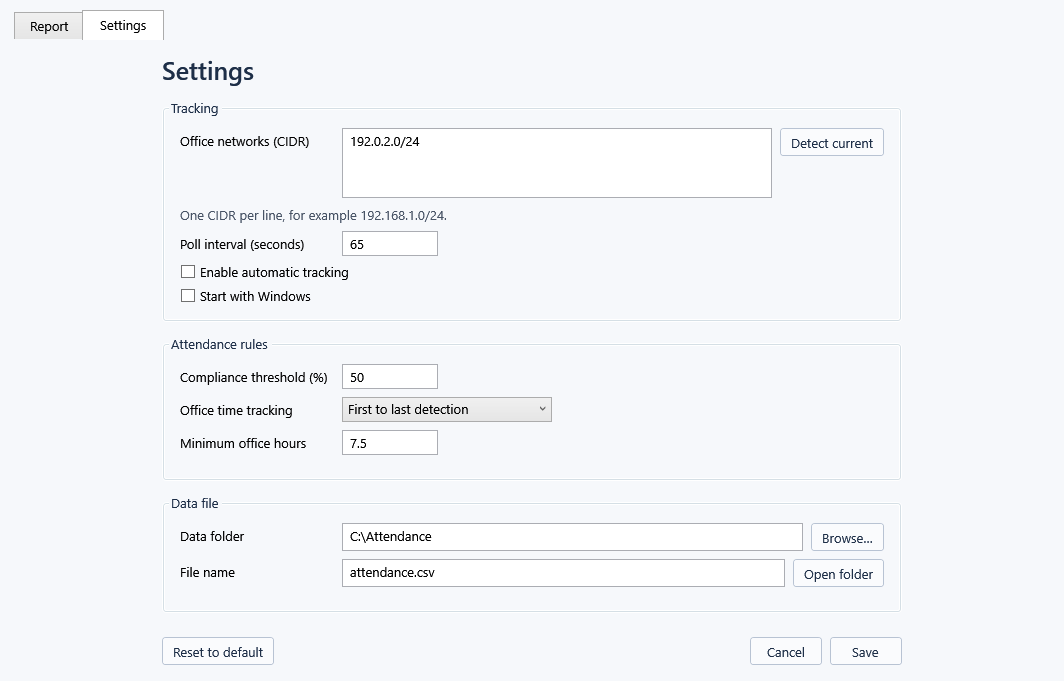 Report Settings
Settings
Tracking
Office networks (CIDR) 192.0.2.0/24 Detect current
One CIDR per line, for example 192.168.1.0/24.
Poll interval (seconds) 65
Enable automatic tracking
Start with Windows
Attendance rules
Compliance threshold (%) 50
Office time tracking First to last detection
Minimum office hours 7.5
Data file
Data folder C:\Attendance Browse...
File name attendance.csv Open folder
Reset to default Cancel Save